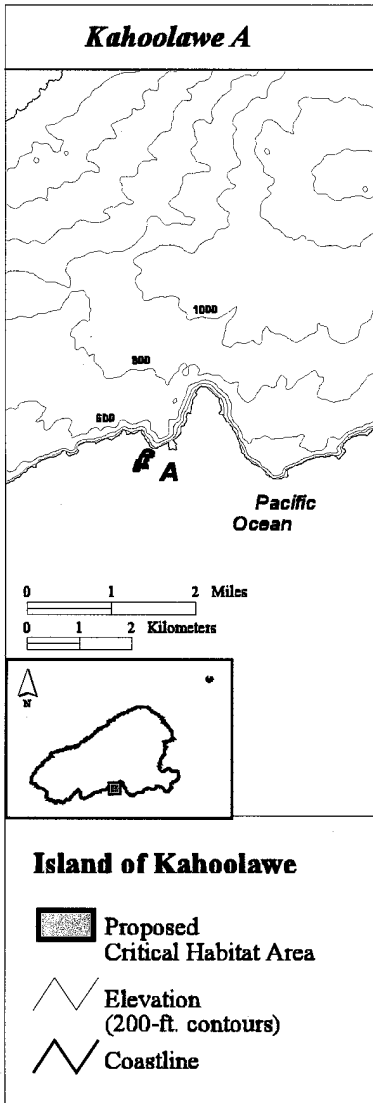 Kahoolawe A
1000
800
600
A
Pacific
Ocean
0 1 2 Miles
0 1 2 Kilometers
N
Island of Kahoolawe
Proposed
Critical Habitat Area
Elevation
(200-ft. contours)
Coastline